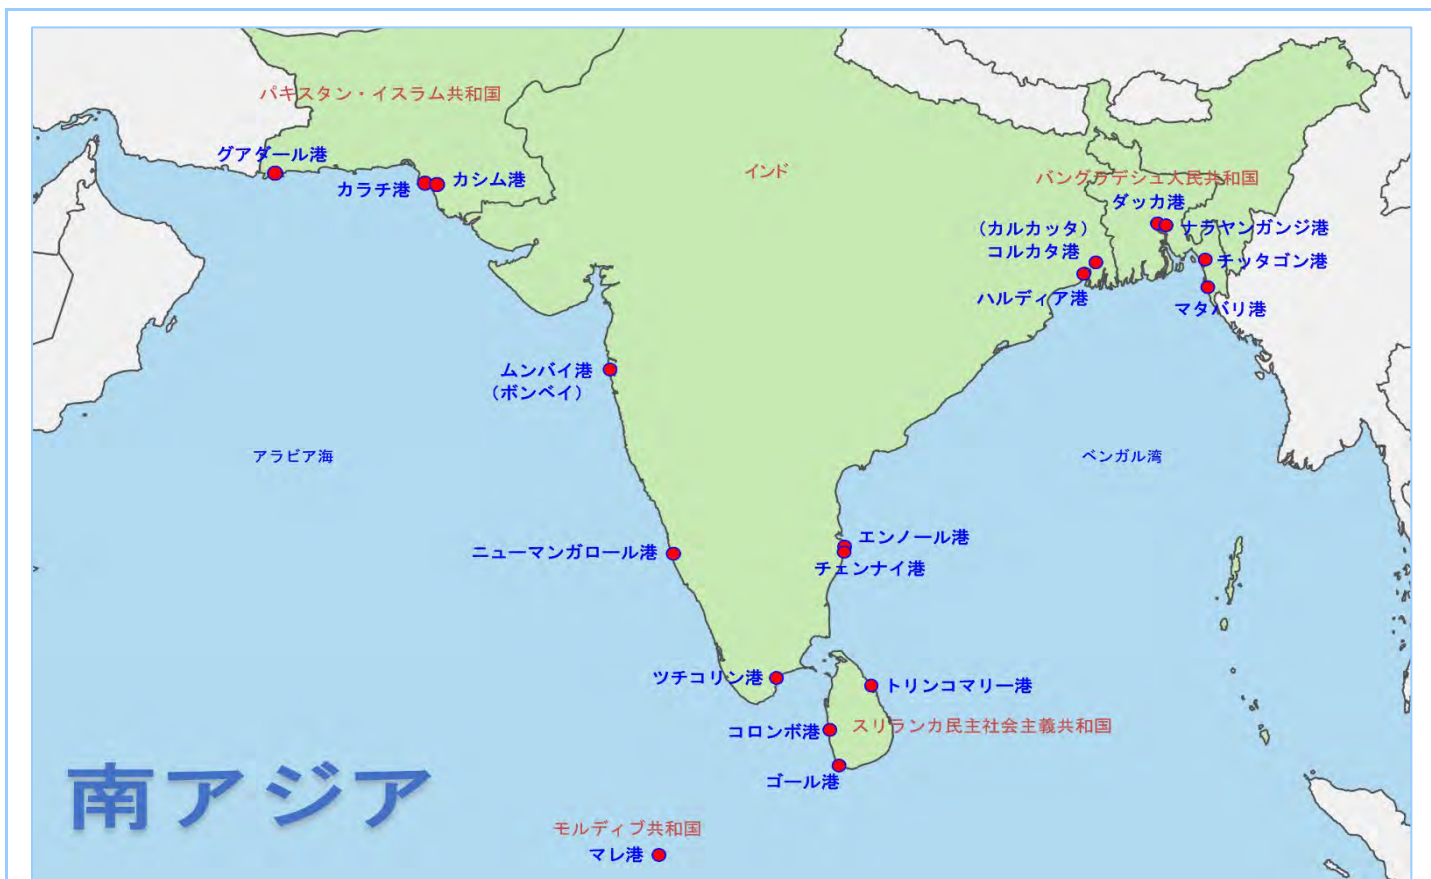 パキスタン・イスラム共和国
グアダール港
カラチ港
カシム港
インド
バングラデシュ人民共和国
ダッカ港
ナラヤンガンジ港
(カルカッタ)
コルカタ港
チッタゴン港
ハルディア港
マタバリ港
ムンバイ港
(ボンベイ)
アラビア海
ベンガル湾
ニューマンガロール港
エンノール港
チェンナイ港
ツチコリン港
トリンコマリー港
コロンボ港
スリランカ民主社会主義共和国
ゴール港
南アジア
モルディブ共和国
マレ港